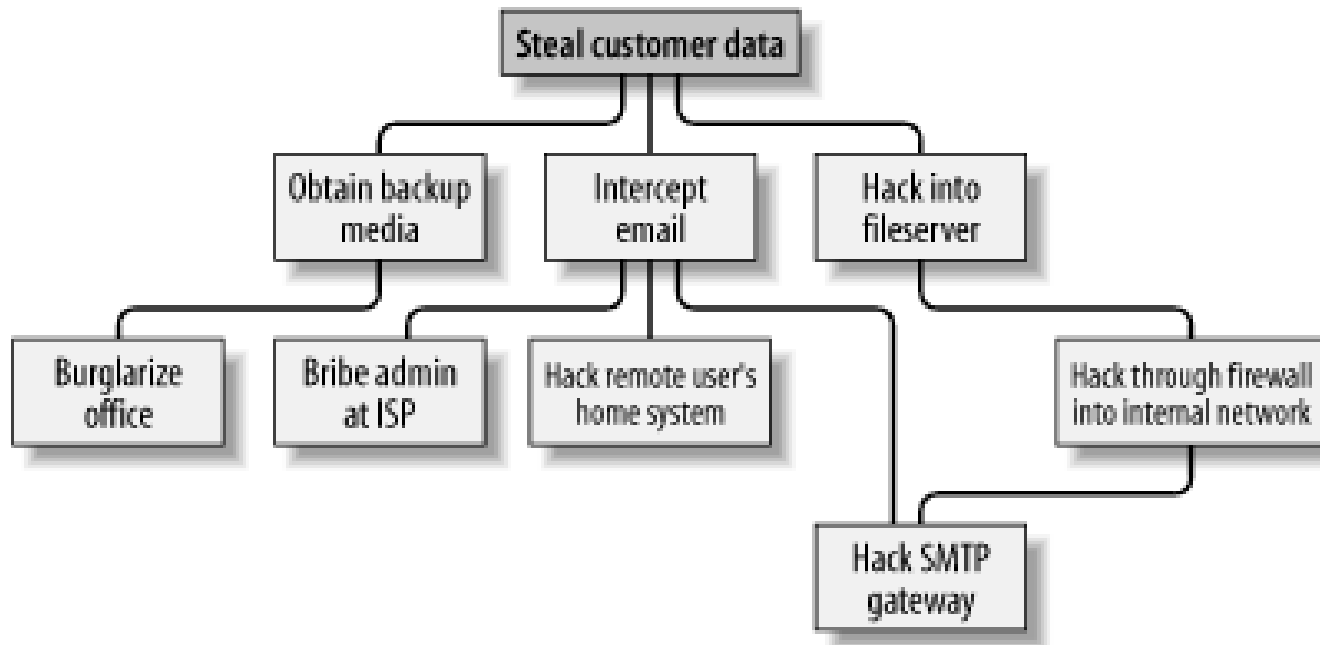 Steal customer data
Obtain backup
media
Intercept
email
Hack into
fileserver
Burglarize
office
Bribe admin
at ISP
Hack remote user's
home system
Hack through firewall
into internal network
Hack SMTP
gateway